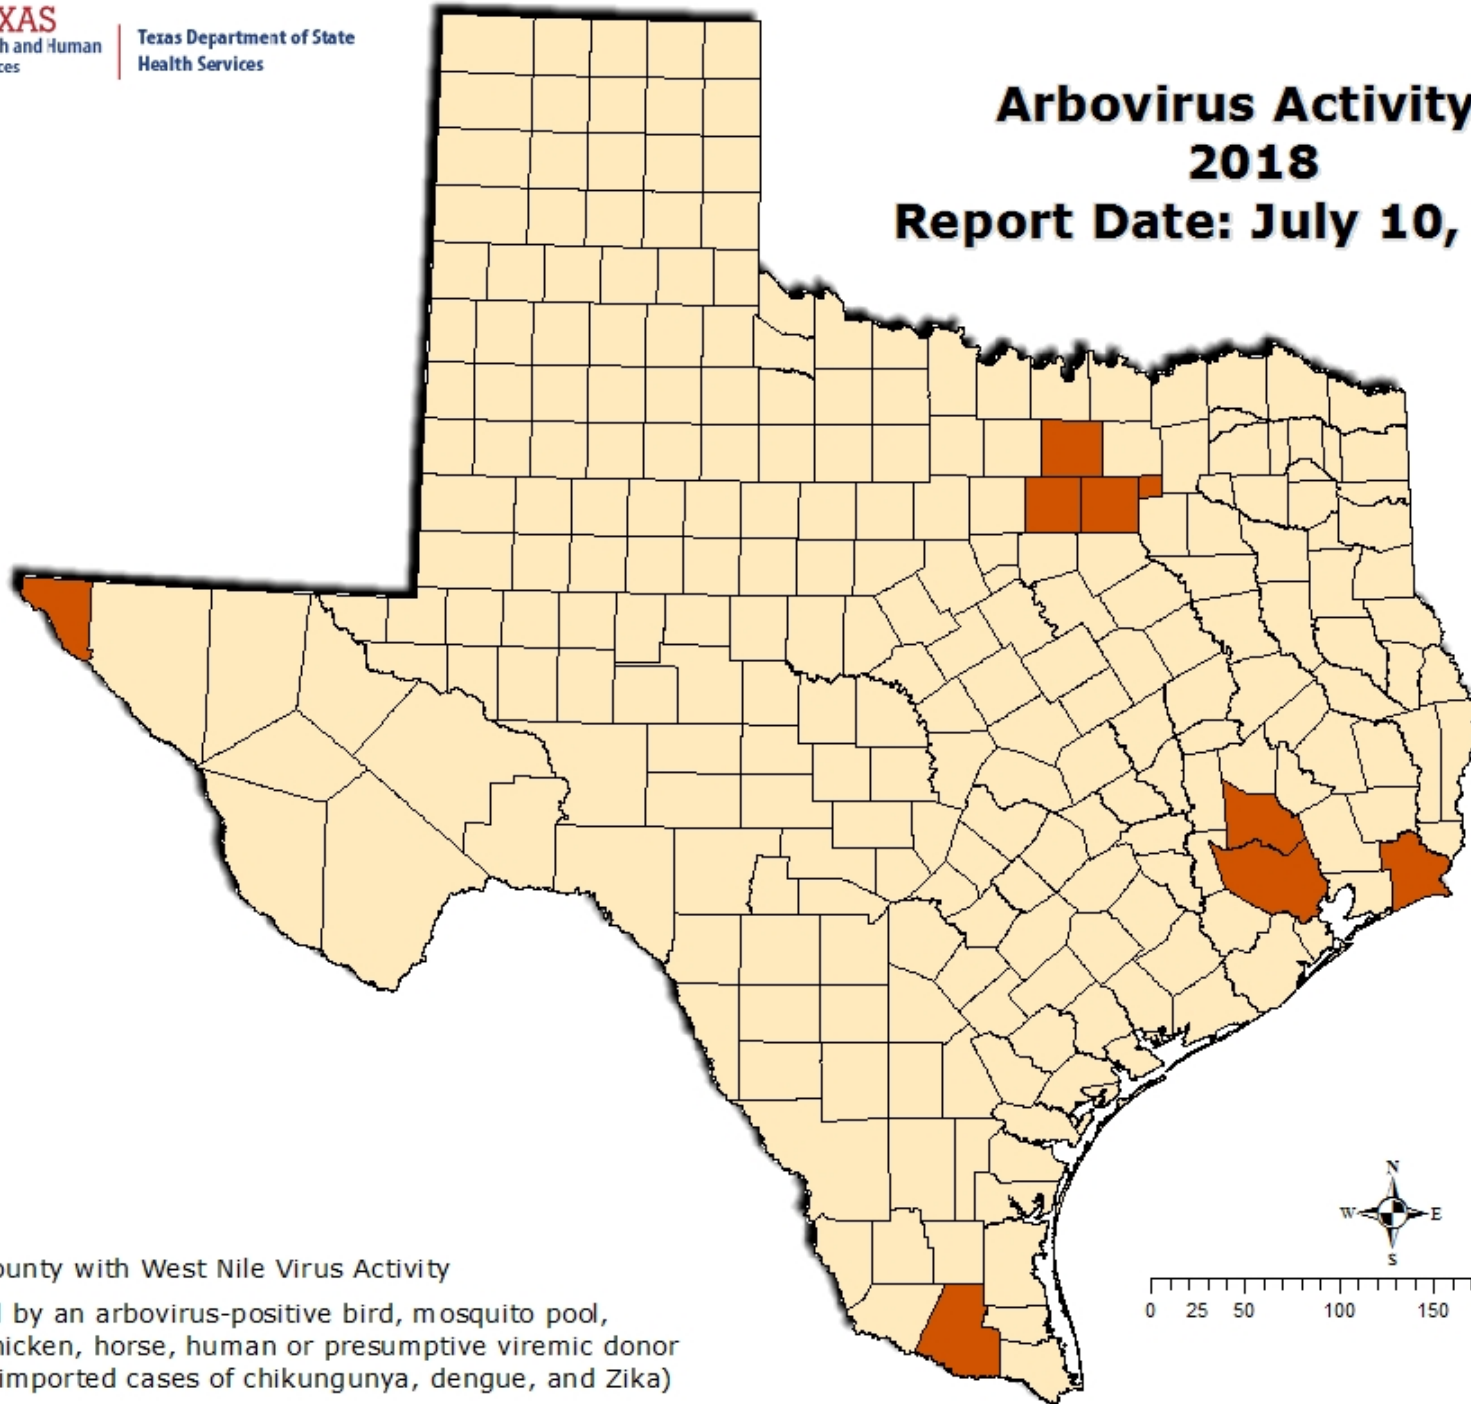 XAS
h and Human
ces
Texas Department of State
Health Services
Arbovirus Activity
2018
Report Date: July 10,
ounty with West Nile Virus Activity
by an arbovirus-positive bird, mosquito pool,
hicken, horse, human or presumptive viremic donor
imported cases of chikungunya, dengue, and Zika)
N
W E
S
0 25 50 100 150